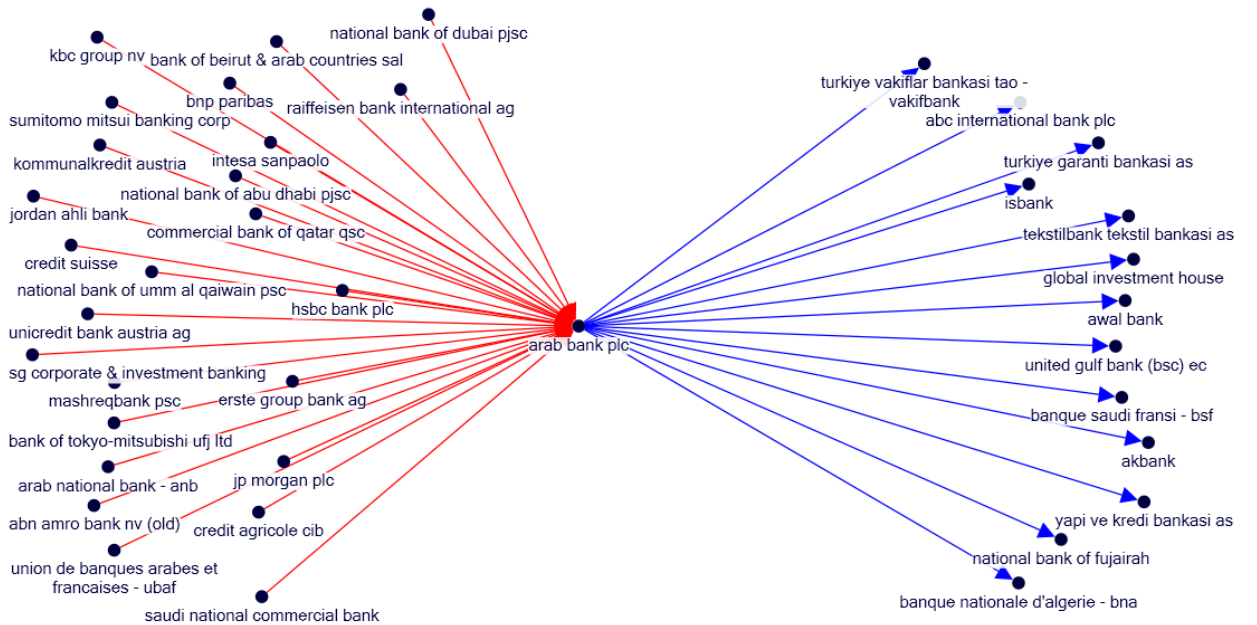 national bank of dubai pjsc
kbc group nv
bank of beirut & arab countries sal
bnp paribas
raiffeisen bank international ag
sumitomo mitsui banking corp
kommunalkredit austria
intesa sanpaolo
national bank of abu dhabi pjsc
jordan ahli bank
commercial bank of qatar qsc
credit suisse
national bank of umm al qaiwain psc
hsbc bank plc
unicredit bank austria ag
arab bank plc
sg corporate & investment banking
mashreqbank psc
erste group bank ag
bank of tokyo-mitsubishi ufj ltd
arab national bank - anb
jp morgan plc
abn amro bank nv (old)
credit agricole cib
union de banques arabes et
francaises - ubaf
saudi national commercial bank
turkiye vakiflar bankasi tao -
vakifbank
abc international bank plc
turkiye garanti bankasi as
isbank
tekstilbank tekstil bankasi as
global investment house
awal bank
united gulf bank (bsc) ec
banque saudi fransi - bsf
akbank
yapi ve kredi bankasi as
national bank of fujairah
banque nationale d'algerie - bna